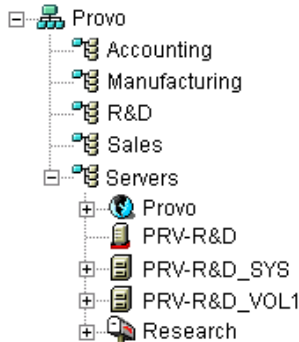 Provo
Accounting
Manufacturing
R&D
Sales
Servers
Provo
PRV-R&D
PRV-R&D_SYS
PRV-R&D_VOL1
Research